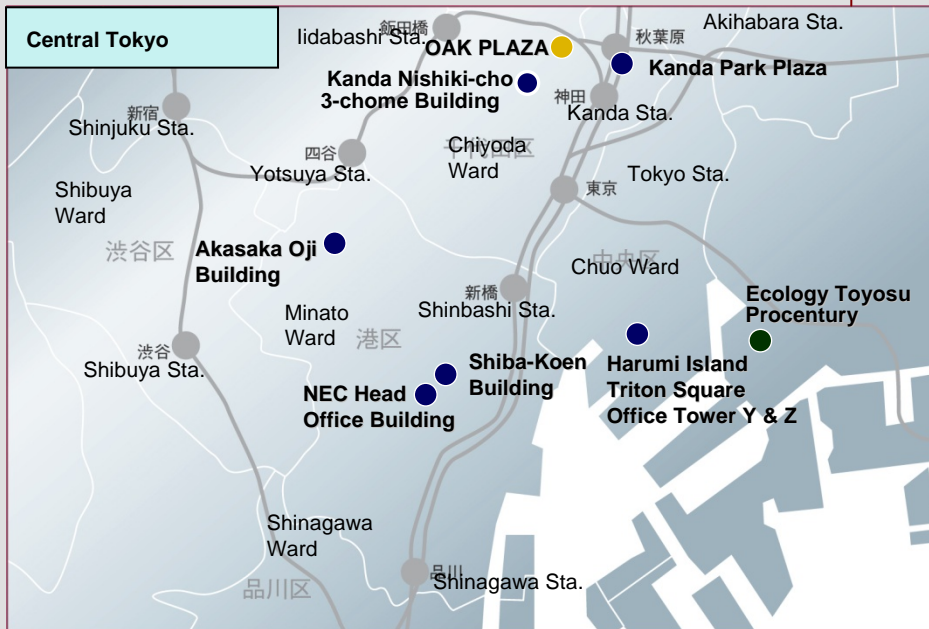 Central Tokyo
飯田橋
Iidabashi Sta.
Akihabara Sta.
秋葉原
OAK PLAZA
Kanda Park Plaza
Kanda Nishiki-cho
3-chome Building
神田
Kanda Sta.
新宿
Shinjuku Sta.
四谷
Yotsuya Sta.
千代田区
Chiyoda
Ward
東京
Tokyo Sta.
Shibuya
Ward
渋谷区
Akasaka Oji
Building
中央区
Chuo Ward
新橋
Shinbashi Sta.
Ecology Toyosu
Procentury
Minato
Ward
港区
渋谷
Shibuya Sta.
Shiba-Koen
Building
Harumi Island
Triton Square
Office Tower Y & Z
NEC Head
Office Building
Shinagawa
Ward
品川区
品川
Shinagawa Sta.